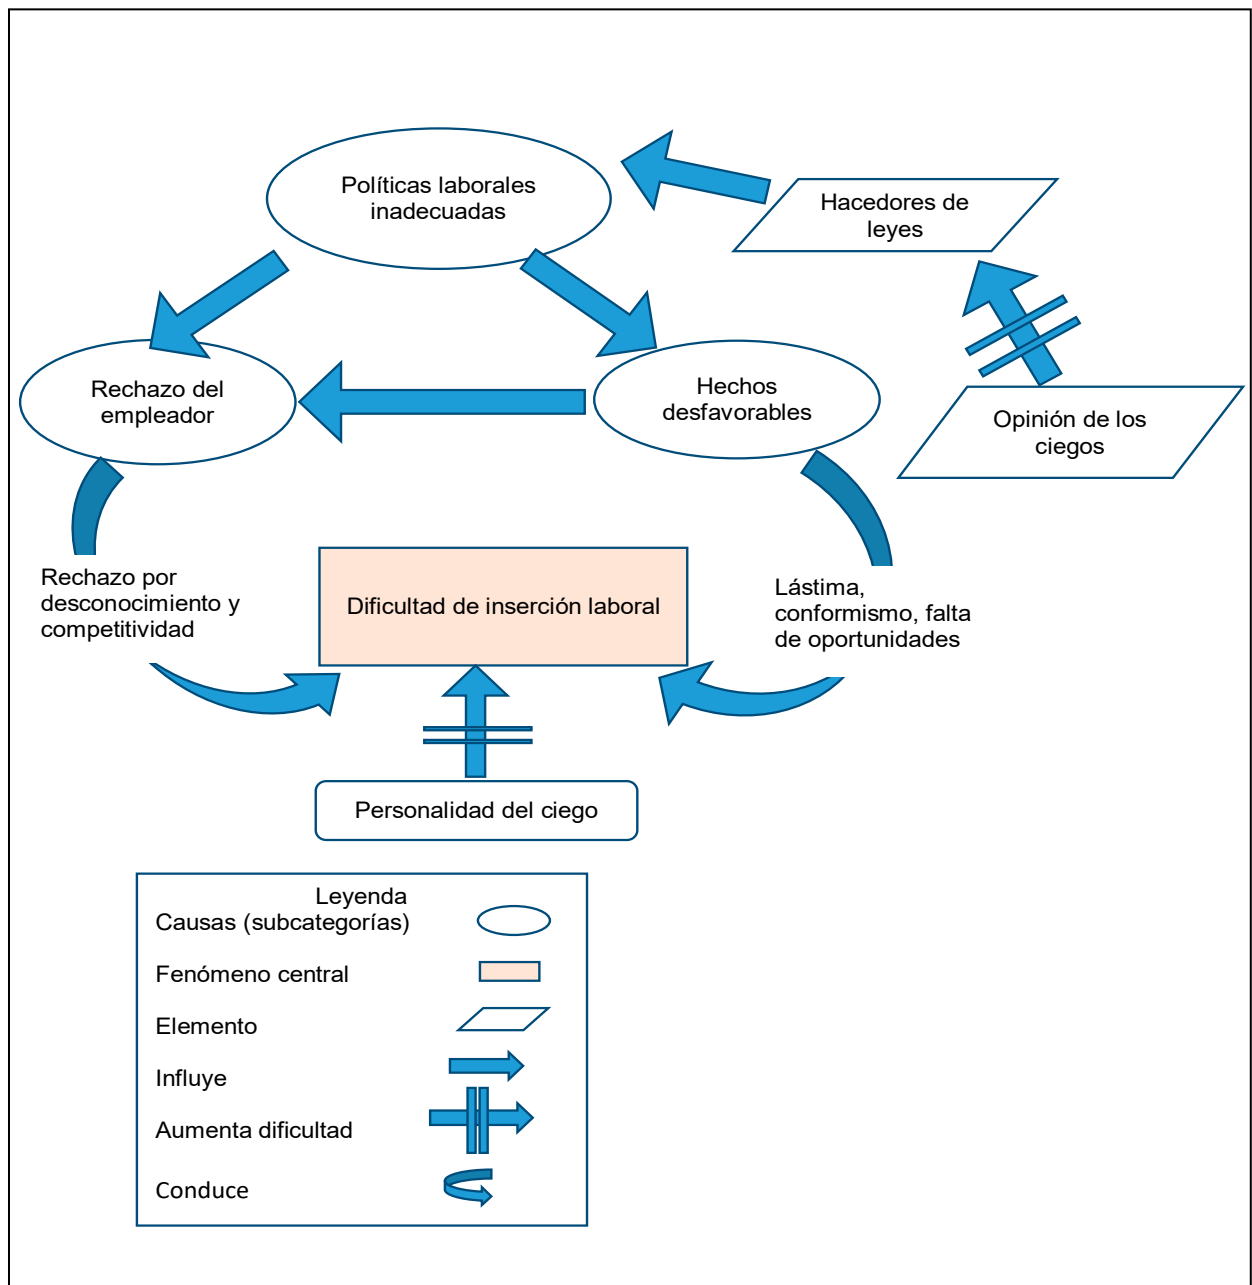 Políticas laborales
inadecuadas
Hacedores de
leyes
Rechazo del
empleador
Hechos
desfavorables
Opinión de los
ciegos
Rechazo por
desconocimiento y
competitividad
Dificultad de inserción laboral
Lástima,
conformismo, falta
de oportunidades
Personalidad del ciego
Leyenda
Causas (subcategorías)
Fenómeno central
Elemento
Influye
Aumenta dificultad
Conduce